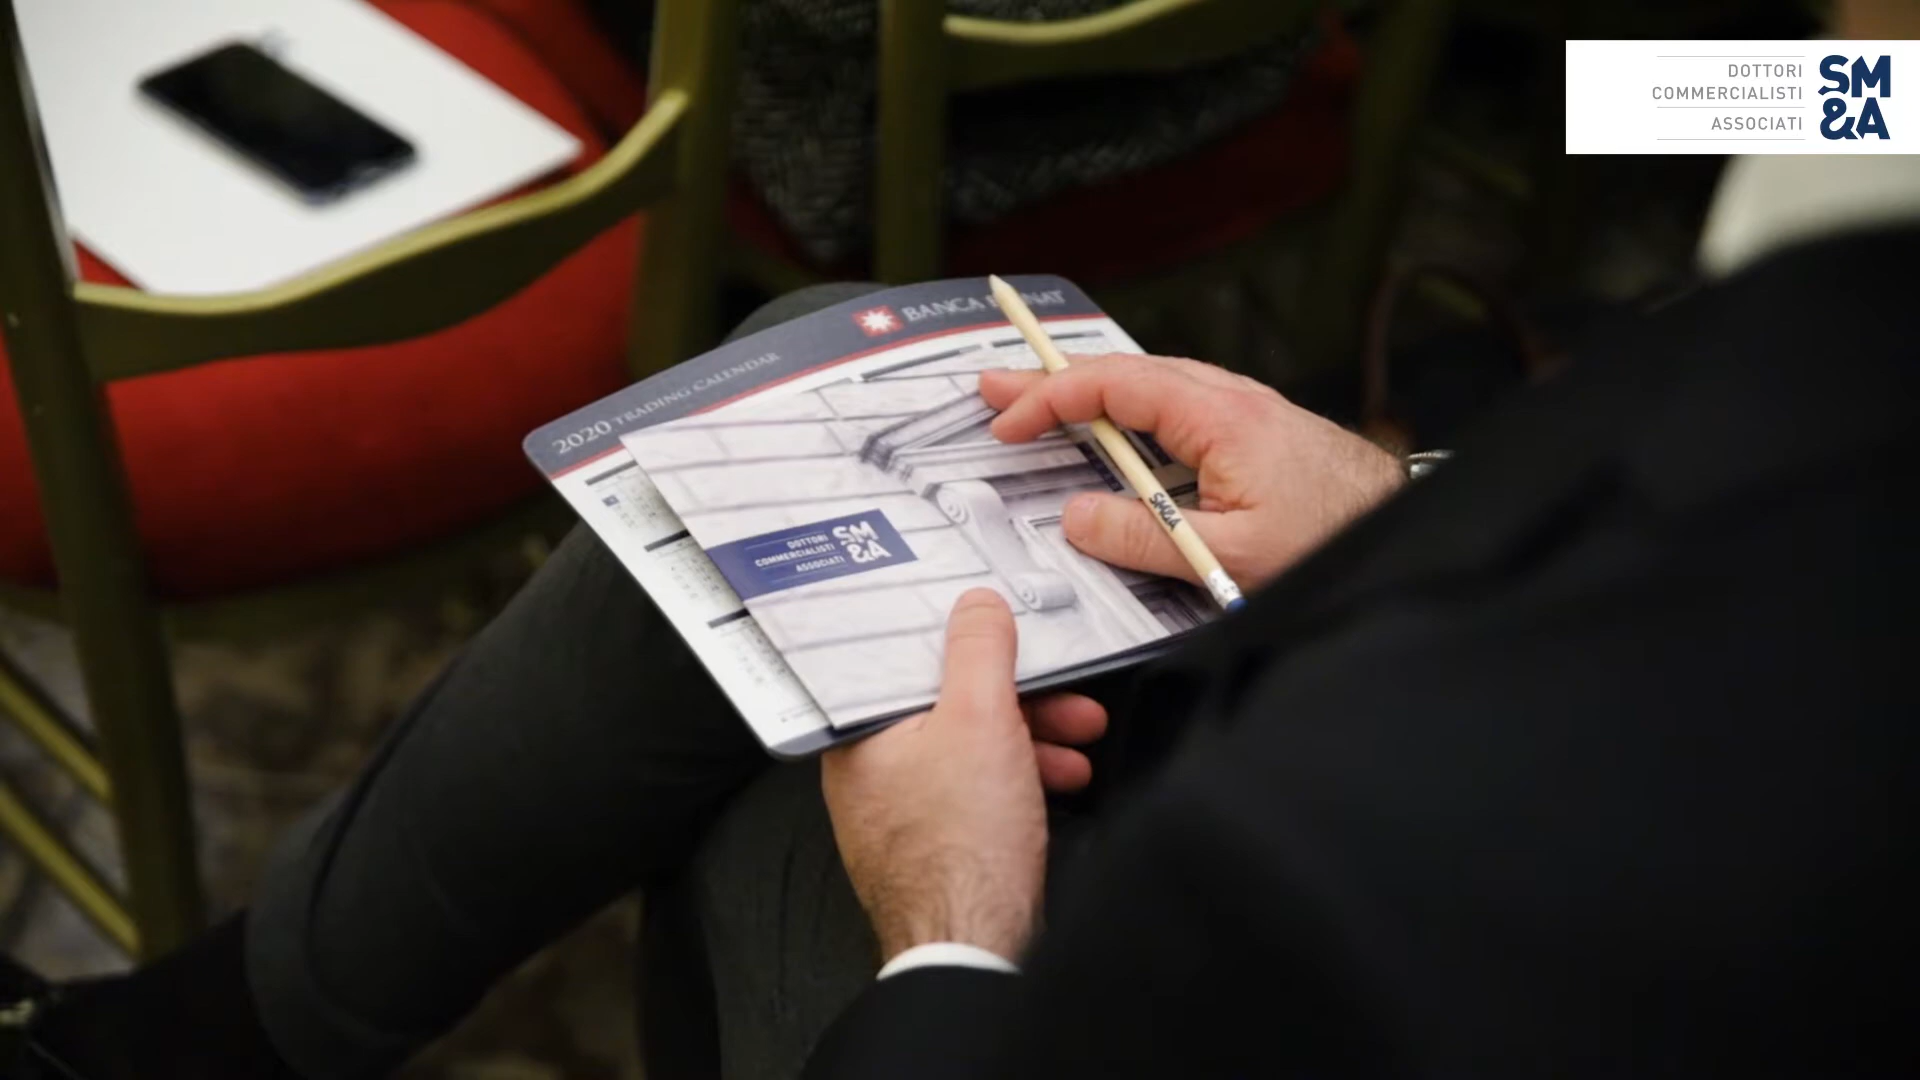 DOTTORI
COMMERCIALISTI
ASSOCIATI
SM
&A
BANCA
2020 TRADING CALENDAR
DOTTORI
COMMERCIALISTI
ASSOCIATI
SM
&A
SM&A